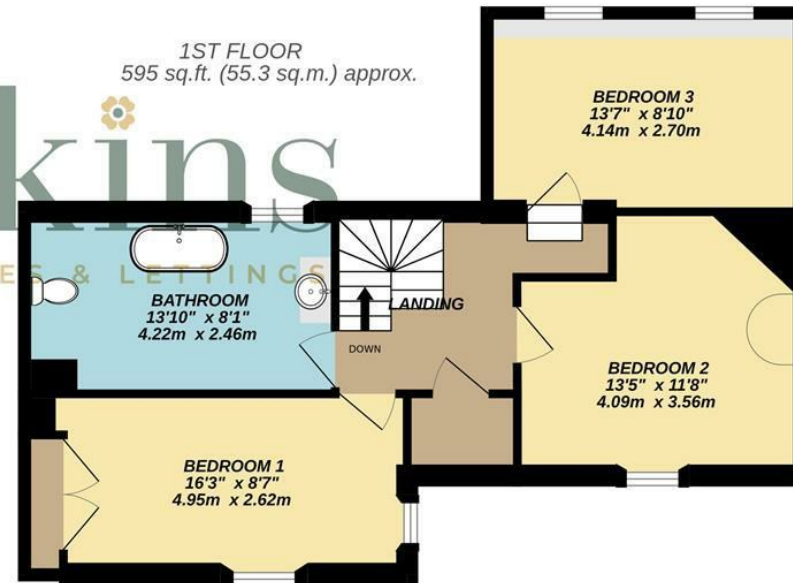 1ST FLOOR
595 sq.ft. (55.3 sq.m.) approx.
kins
ES & LETTINGS
BEDROOM 3
13'7" x 8'10"
4.14m x 2.70m
BATHROOM
13'10" x 8'1"
4.22m x 2.46m
LANDING
DOWN
BEDROOM 2
13'5" x 11'8"
4.09m x 3.56m
BEDROOM 1
16'3" x 8'7"
4.95m x 2.62m